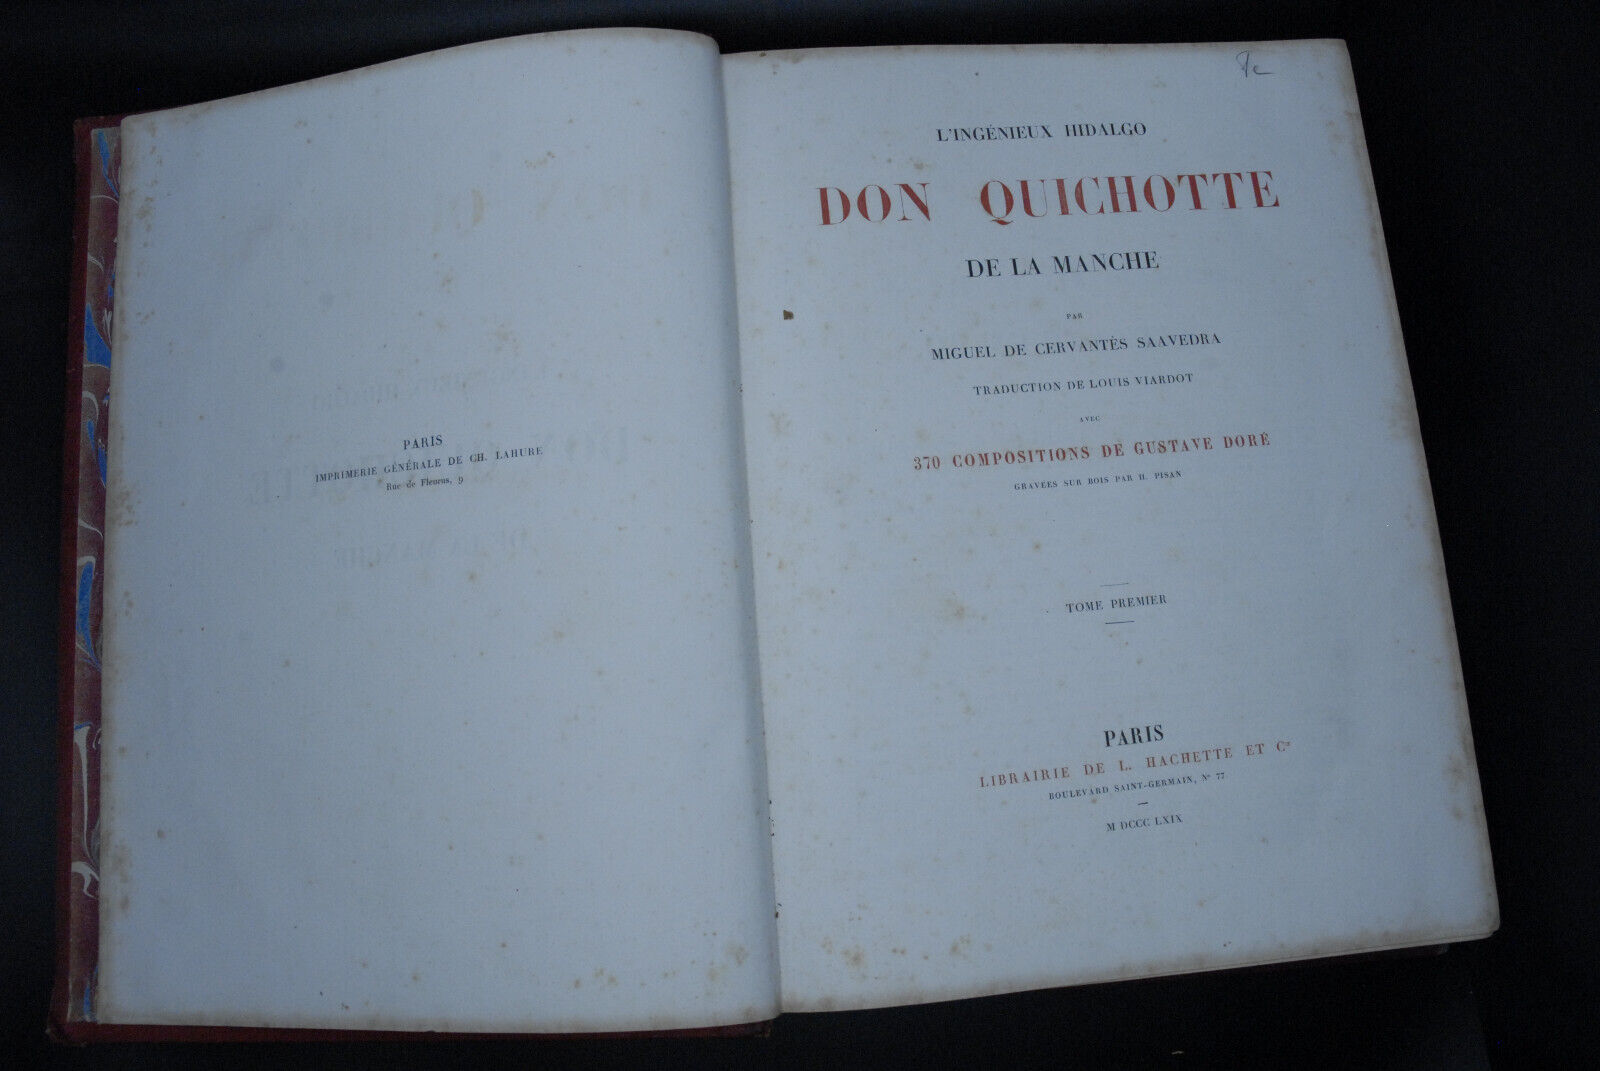 PARIS
IMPRIMERIE GÉNÉRALE DE CH. LAHURE
Rue de Fleurus, 9
L'INGÉNIEUX HIDALGO
DON QUICHOTTE
DE LA MANCHE
PAR
MIGUEL DE CERVANTÈS SAAVEDRA
TRADUCTION DE LOUIS VIARDOT
AVEC
370 COMPOSITIONS DE GUSTAVE DORÉ
GRAVÉES SUR BOIS PAR H. PISAN
TOME PREMIER
PARIS
LIBRAIRIE DE L. HACHETTE ET Cie
BOULEVARD SAINT-GERMAIN, No 77
M DCCC LXIX